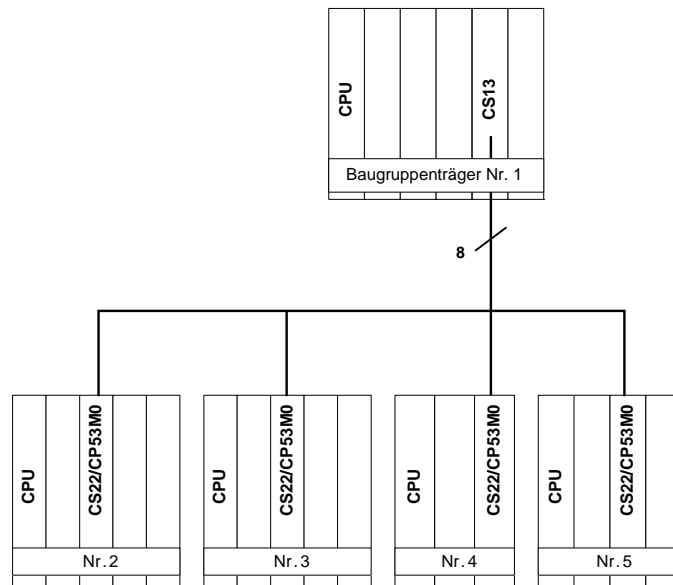 CPU
CS13
Baugruppenträger Nr. 1
8
CPU
CS22/CP53M0
CPU
CS22/CP53M0
CPU
CS22/CP53M0
CPU
CS22/CP53M0
Nr.2
Nr.3
Nr.4
Nr.5